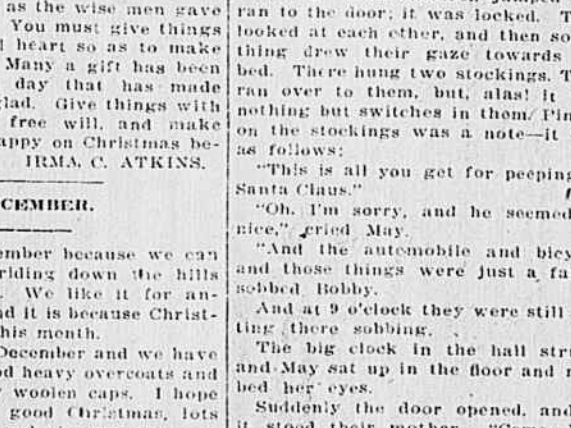 as the wise men gave
You must give things
heart so as to make
Many a gift has been
day that has made
glad. Give things with
free will, and make
happy on Christmas be-
IRMA C. ATKINS.
CEMBER.
ember because we can
riding down the hills
We like it for an-
nd it is because Christ-
his month.
December and we have
od heavy overcoats and
woolen caps. I hope
good Christmas, lots
ran to the door; it was locked. T
looked at each other, and then so
thing drew their gaze towards
bed. There hung two stockings. T
ran over to them, but, alas! it
nothing but switches in them. Pin
on the stockings was a note—it
as follows:
"This is all you get for peeping
Santa Claus."
"Oh, I'm sorry, and he seemed
nice," cried May.
"And the automobile and bicy
and those things were just a fa
sobbed Bobby.
And at 9 o'clock they were still
ting there sobbing.
The big clock in the hall stru
and May sat up in the floor and r
bed her eyes.
Suddenly the door opened, and
it stood their mother.